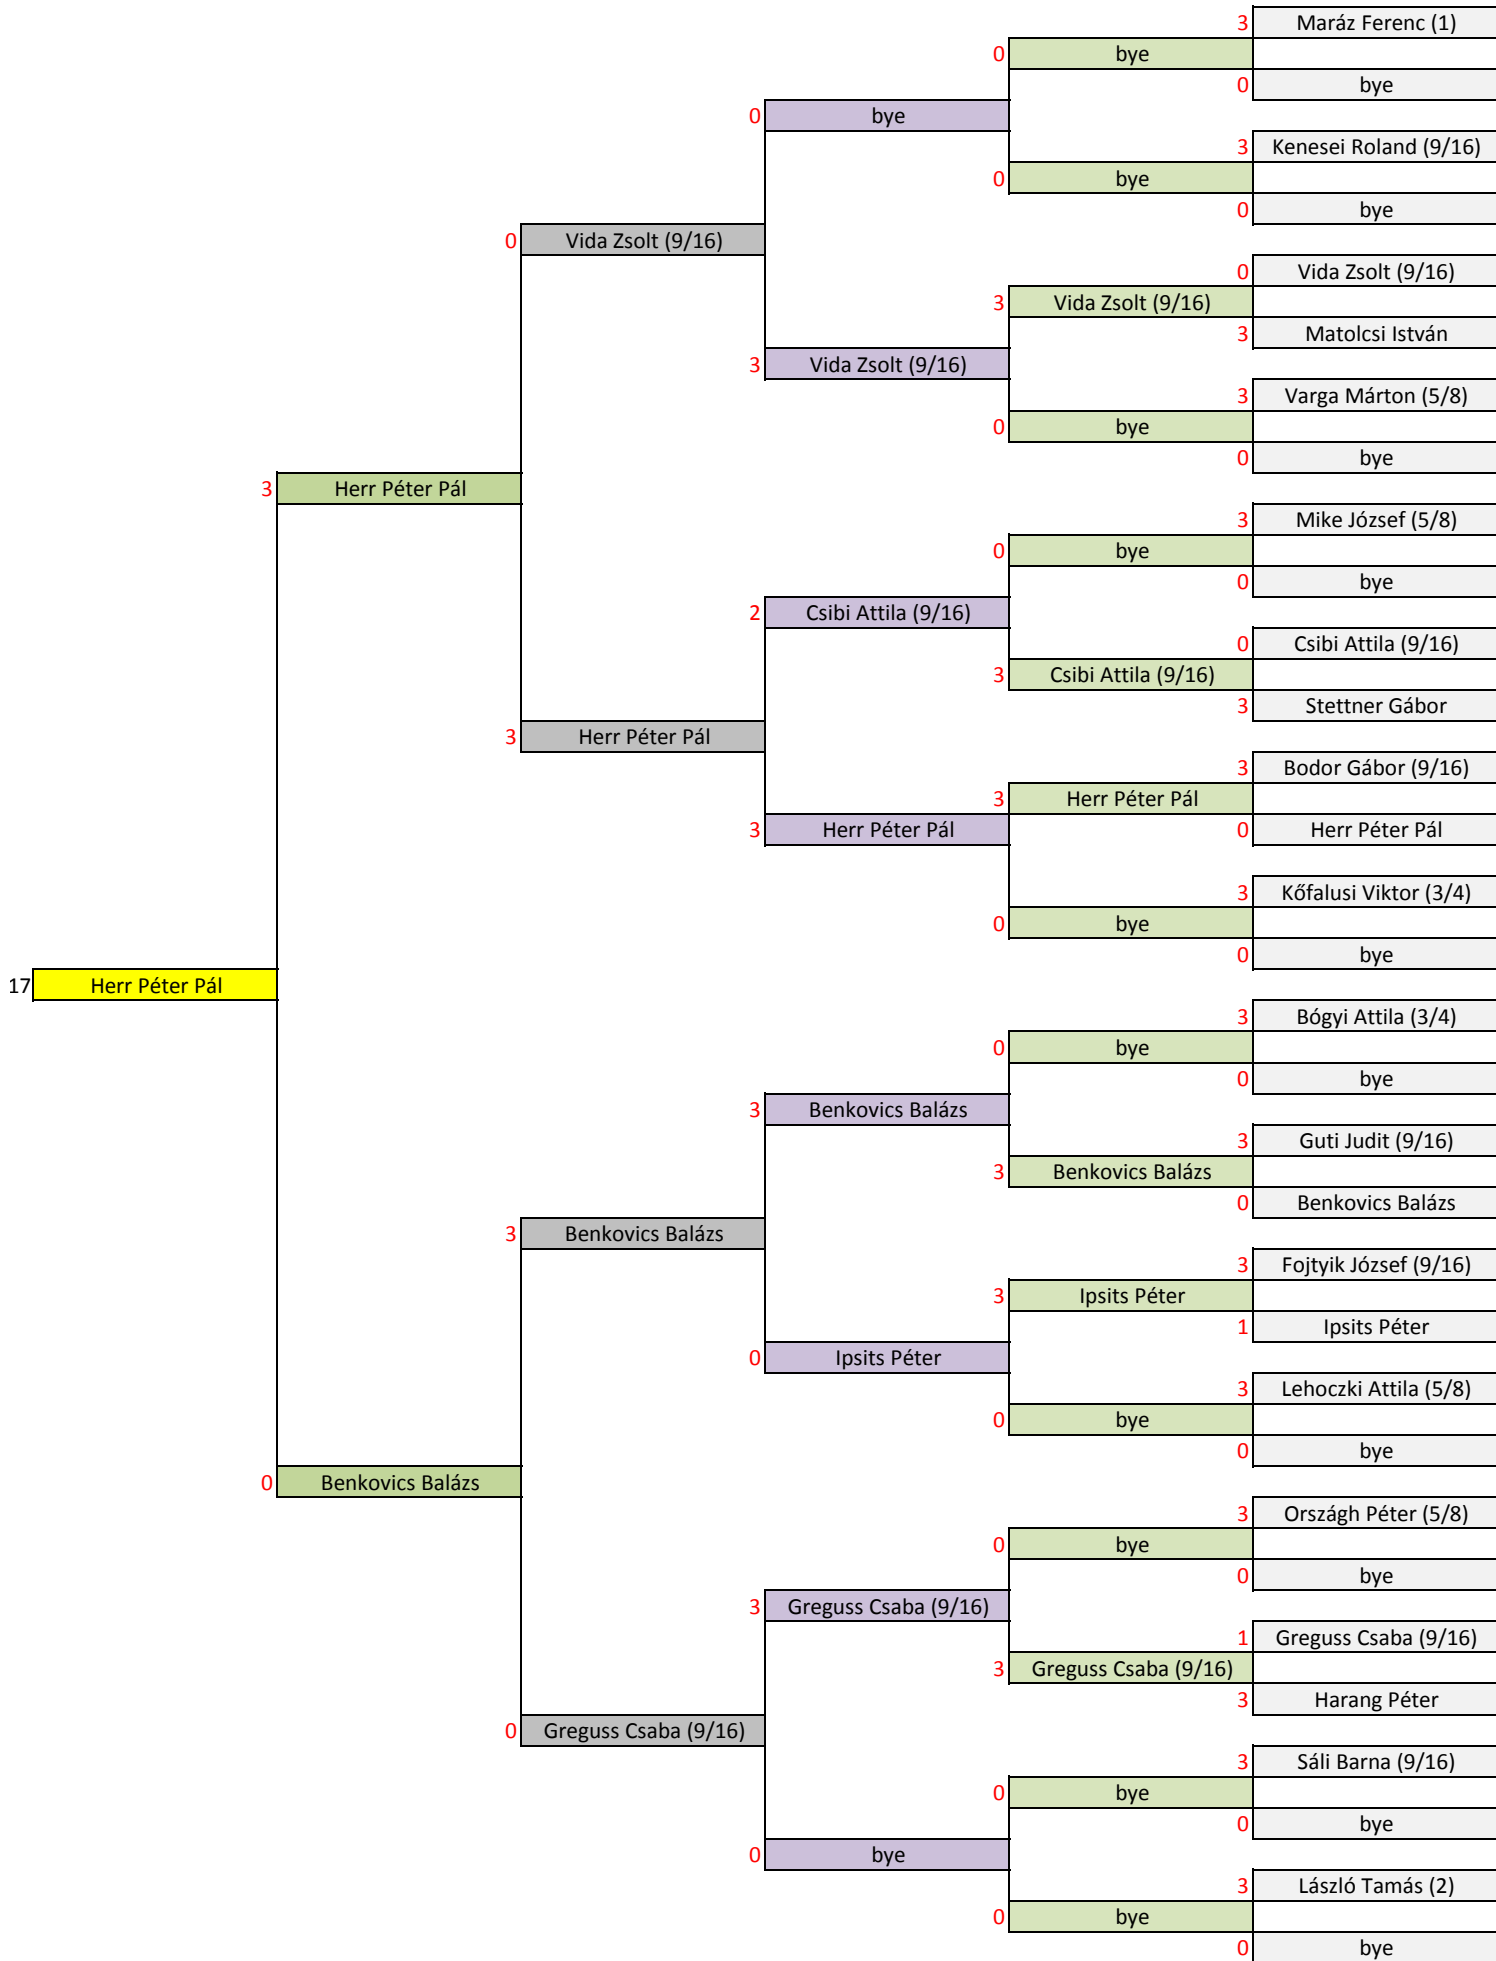 3 Maráz Ferenc (1)
0 bye
0 bye
0 bye
3 Kenesei Roland (9/16)
0 bye
0 bye
0 Vida Zsolt (9/16)
0 Vida Zsolt (9/16)
3 Vida Zsolt (9/16)
3 Matolcsi István
3 Vida Zsolt (9/16)
3 Varga Márton (5/8)
0 bye
0 bye
3 Herr Péter Pál
3 Mike József (5/8)
0 bye
0 bye
2 Csibi Attila (9/16)
0 Csibi Attila (9/16)
3 Csibi Attila (9/16)
3 Stettner Gábor
3 Herr Péter Pál
3 Bodor Gábor (9/16)
3 Herr Péter Pál
3 Herr Péter Pál
0 Herr Péter Pál
3 Kőfalusi Viktor (3/4)
0 bye
0 bye
17 Herr Péter Pál
3 Bógyi Attila (3/4)
0 bye
0 bye
3 Benkovics Balázs
3 Guti Judit (9/16)
3 Benkovics Balázs
0 Benkovics Balázs
3 Benkovics Balázs
3 Fojtyik József (9/16)
3 Ipsits Péter
1 Ipsits Péter
0 Ipsits Péter
3 Lehoczki Attila (5/8)
0 bye
0 bye
0 Benkovics Balázs
3 Országh Péter (5/8)
0 bye
0 bye
3 Greguss Csaba (9/16)
1 Greguss Csaba (9/16)
3 Greguss Csaba (9/16)
3 Harang Péter
0 Greguss Csaba (9/16)
3 Sáli Barna (9/16)
0 bye
0 bye
0 bye
3 László Tamás (2)
0 bye
0 bye